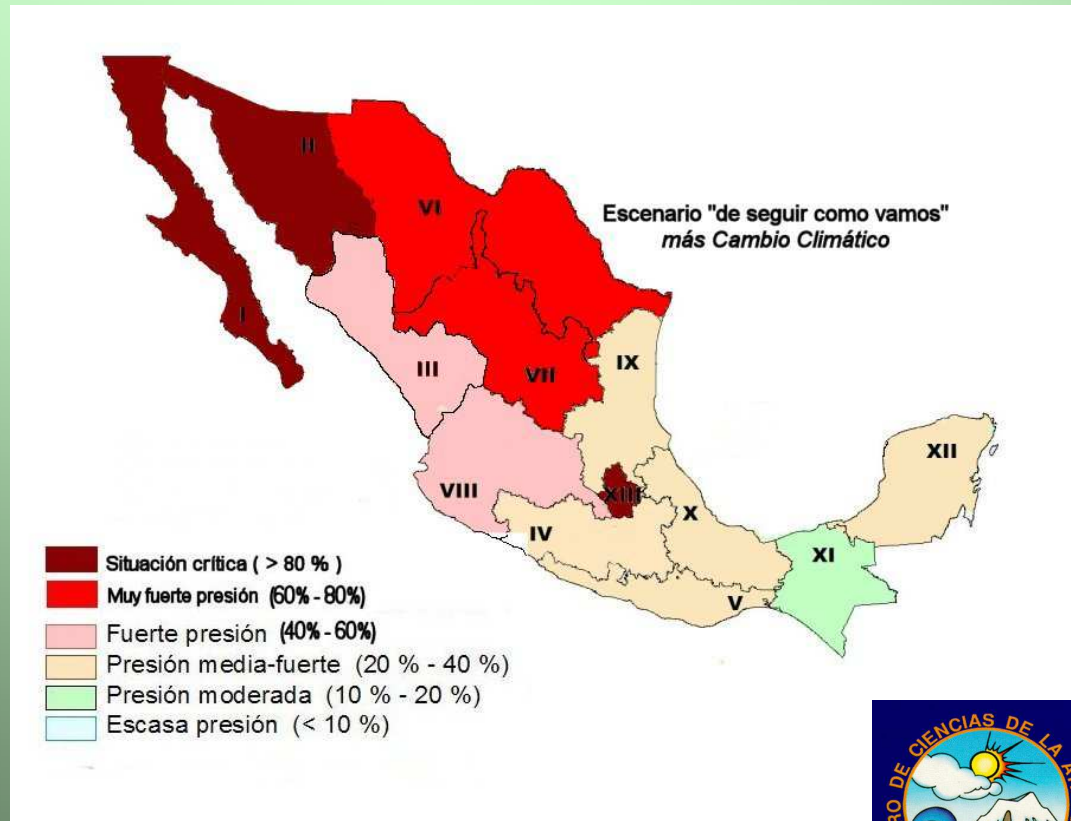 II
VI
Escenario "de seguir como vamos"
más Cambio Climático
I
III
VII
IX
XII
VIII
XIII
X
IV
XI
V
Situación crítica ( > 80 % )
Muy fuerte presión (60% - 80%)
Fuerte presión (40% - 60%)
Presión media-fuerte (20 % - 40 %)
Presión moderada (10 % - 20 %)
Escasa presión (< 10 %)
DE CIENCIAS DE LA